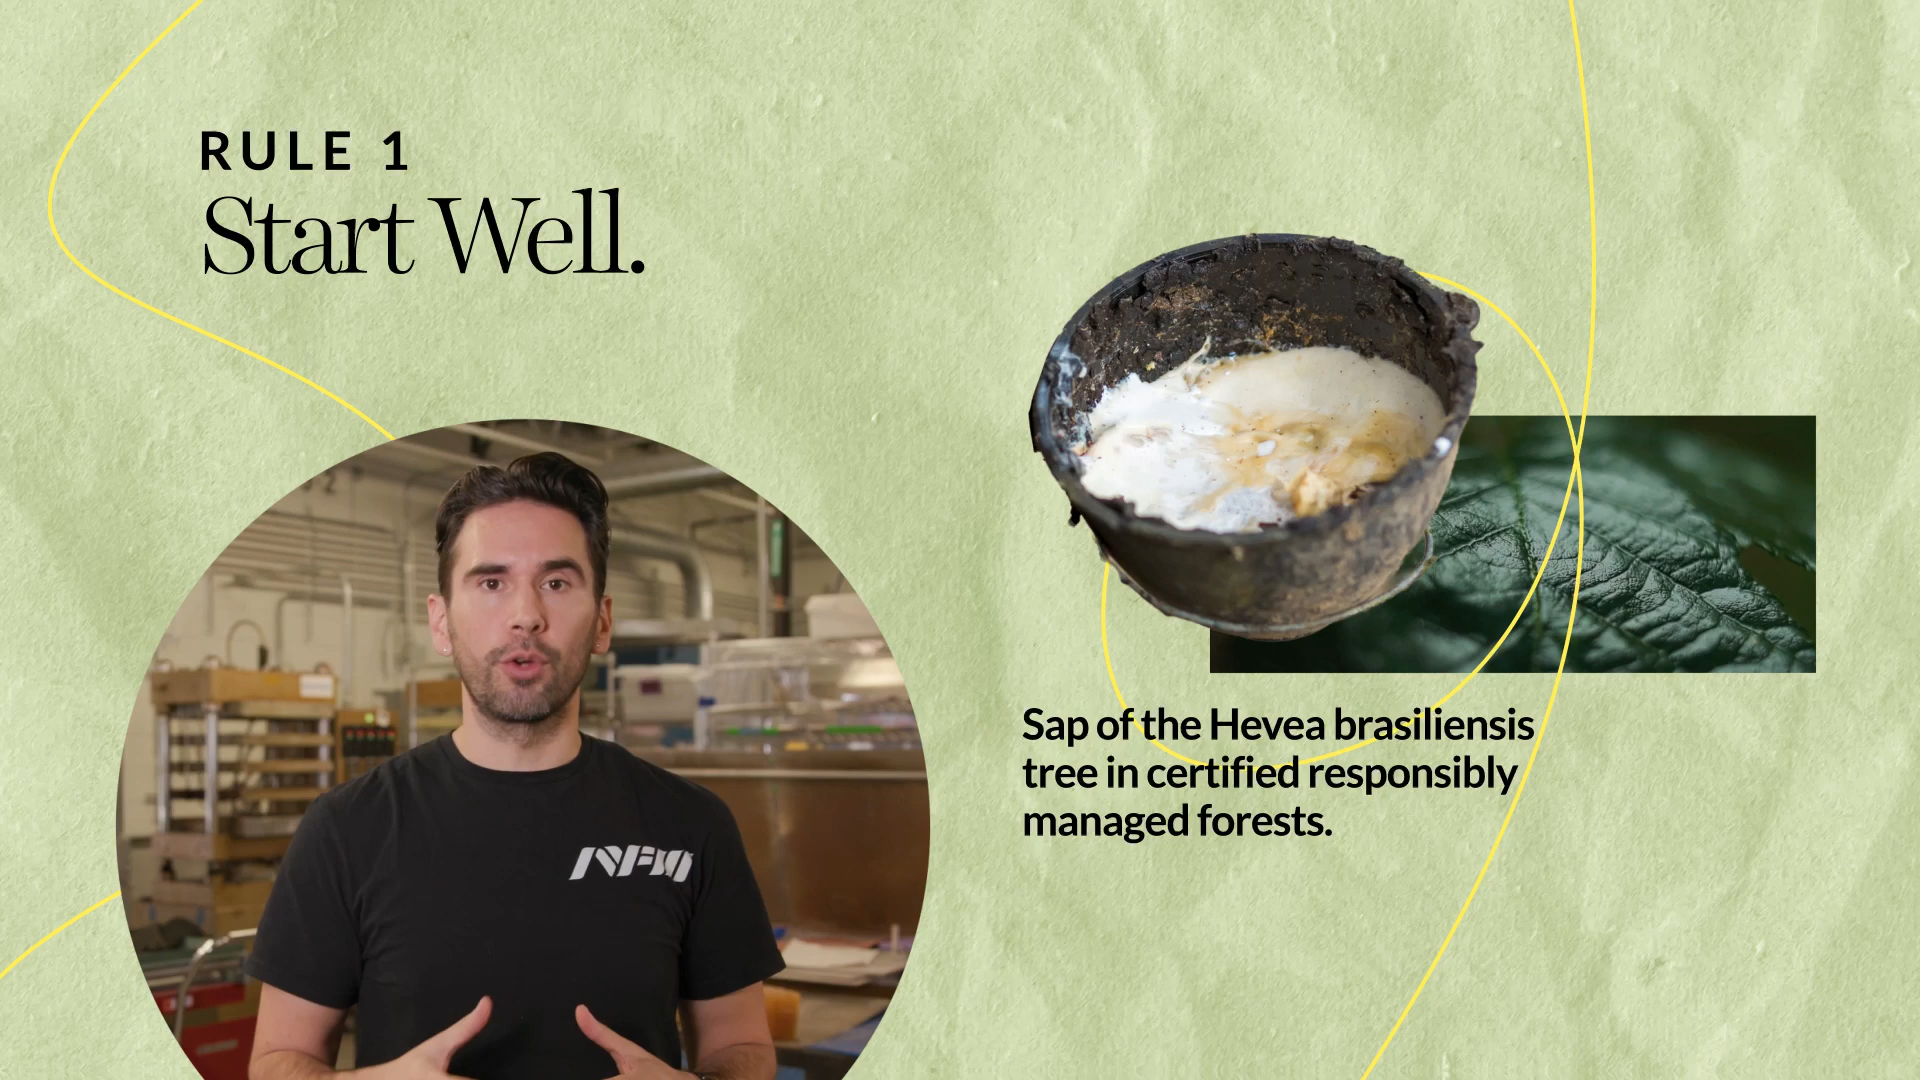 RULE 1
Start Well.
Sap of the Hevea brasiliensis
tree in certified responsibly
managed forests.